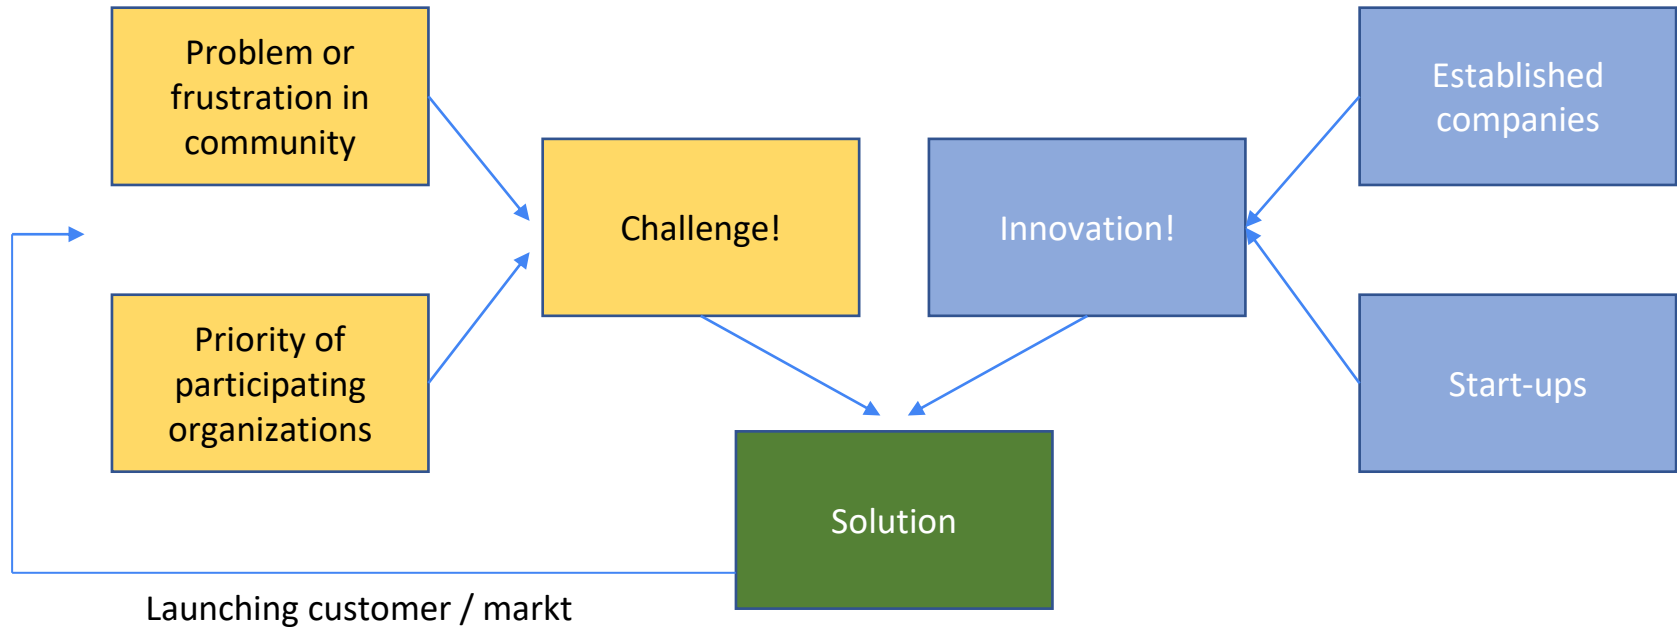 Problem or
frustration in
community
Established
companies
Challenge!
Innovation!
Priority of
participating
organizations
Start-ups
Solution
Launching customer / markt